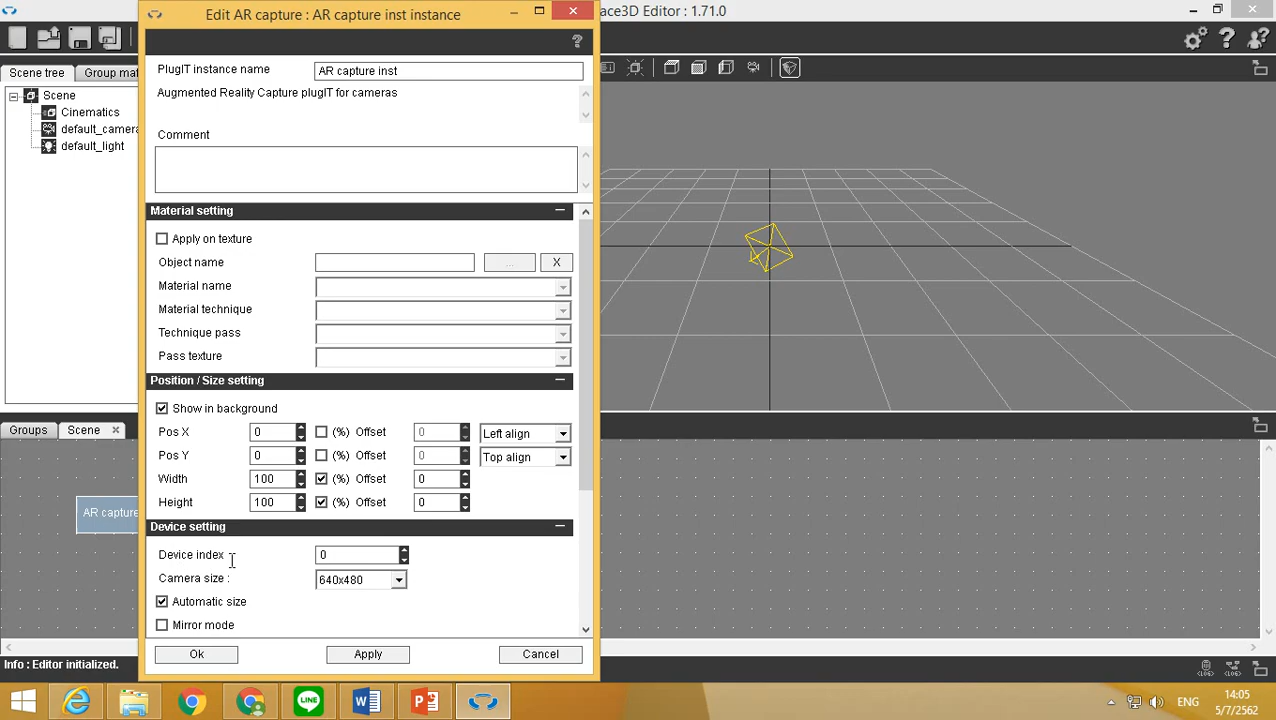 Edit AR capture : AR capture inst instance
ace3D Editor : 1.71.0
Scene tree
Group mat
Scene
Cinematics
default_camera
default_light
PlugIT instance name
AR capture inst
Augmented Reality Capture plugIT for cameras
Comment
Material setting
Apply on texture
Object name
...
X
Material name
Material technique
Technique pass
Pass texture
Position / Size setting
Show in background
Pos X 0 (%) Offset 0 Left align
Pos Y 0 (%) Offset 0 Top align
Width 100 (%) Offset 0
Height 100 (%) Offset 0
Device setting
Device index 0
Camera size : 640x480
Automatic size
Mirror mode
Ok
Apply
Cancel
Groups
Scene
AR capture
Info : Editor initialized.
LOG
LOG
LINE
ENG
14:05
5/7/2562